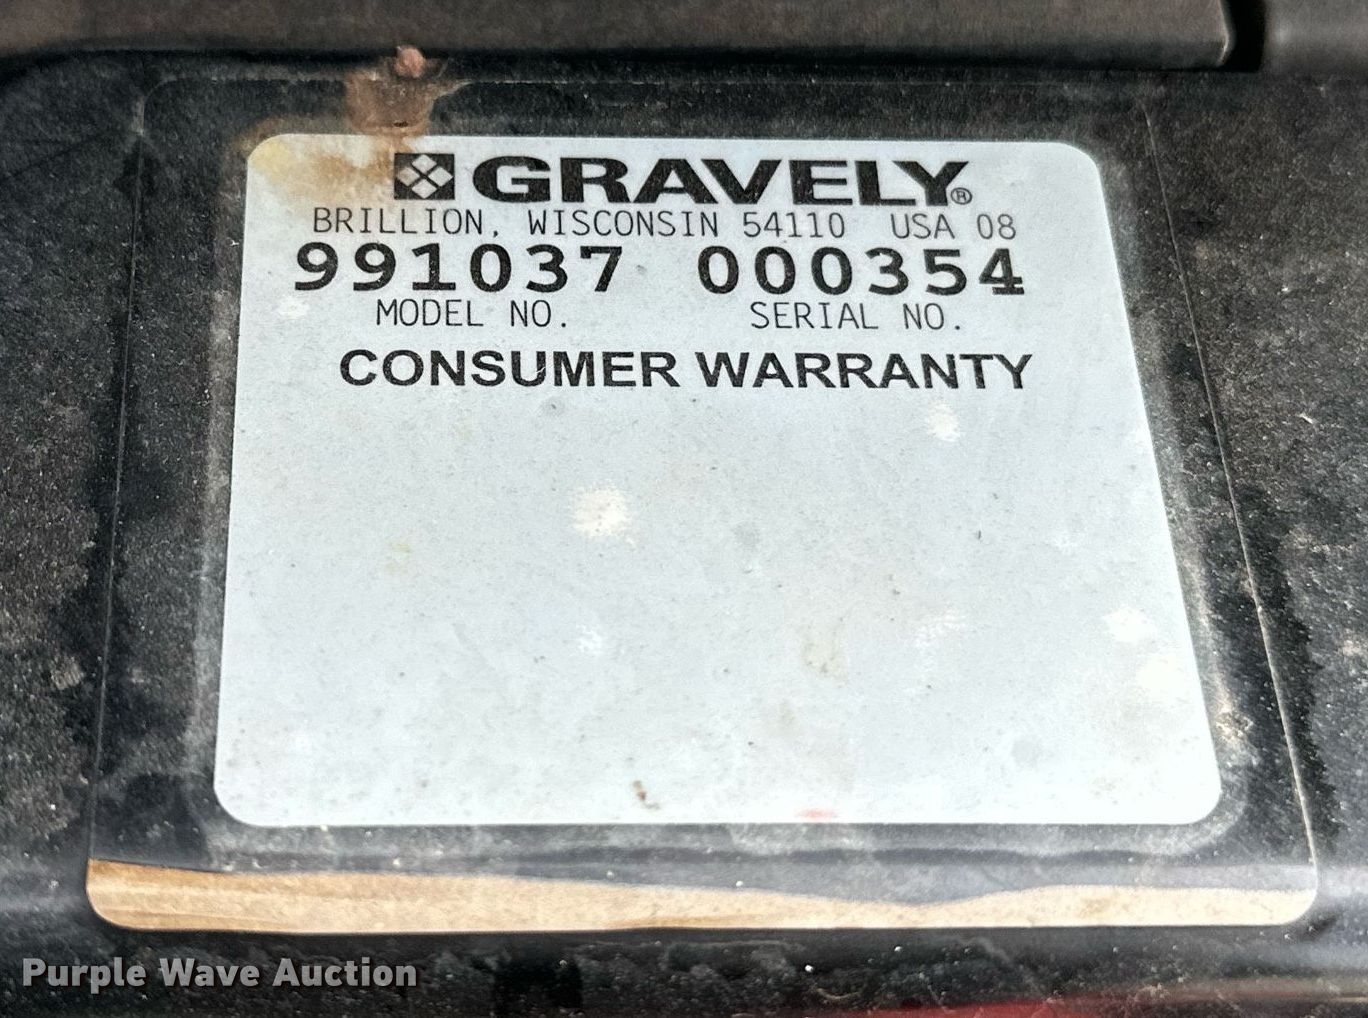 GRAVELY®
BRILLION, WISCONSIN 54110 USA 08
991037 000354
MODEL NO. SERIAL NO.
CONSUMER WARRANTY
Purple Wave Auction